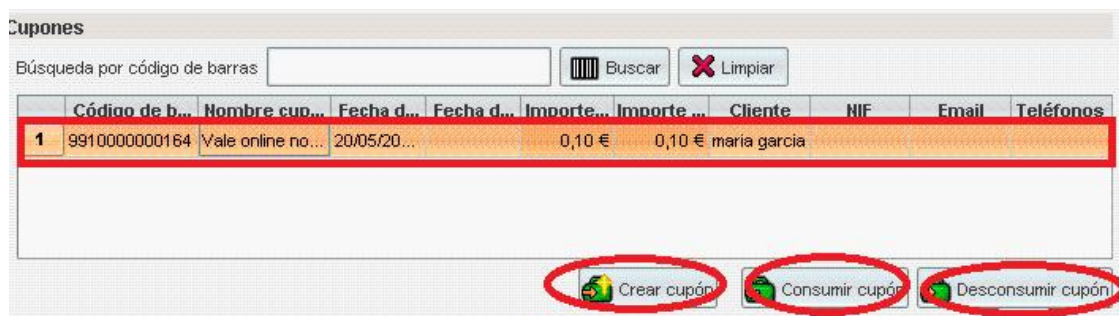 Cupones
Búsqueda por código de barras Buscar Limpiar
Código de b... Nombre cup... Fecha d... Fecha d... Importe... Importe ... Cliente NIF Email Teléfonos
1 9910000000164 Vale online no... 20/05/20... 0,10 € 0,10 € maria garcia
Crear cupón Consumir cupón Desconsumir cupón